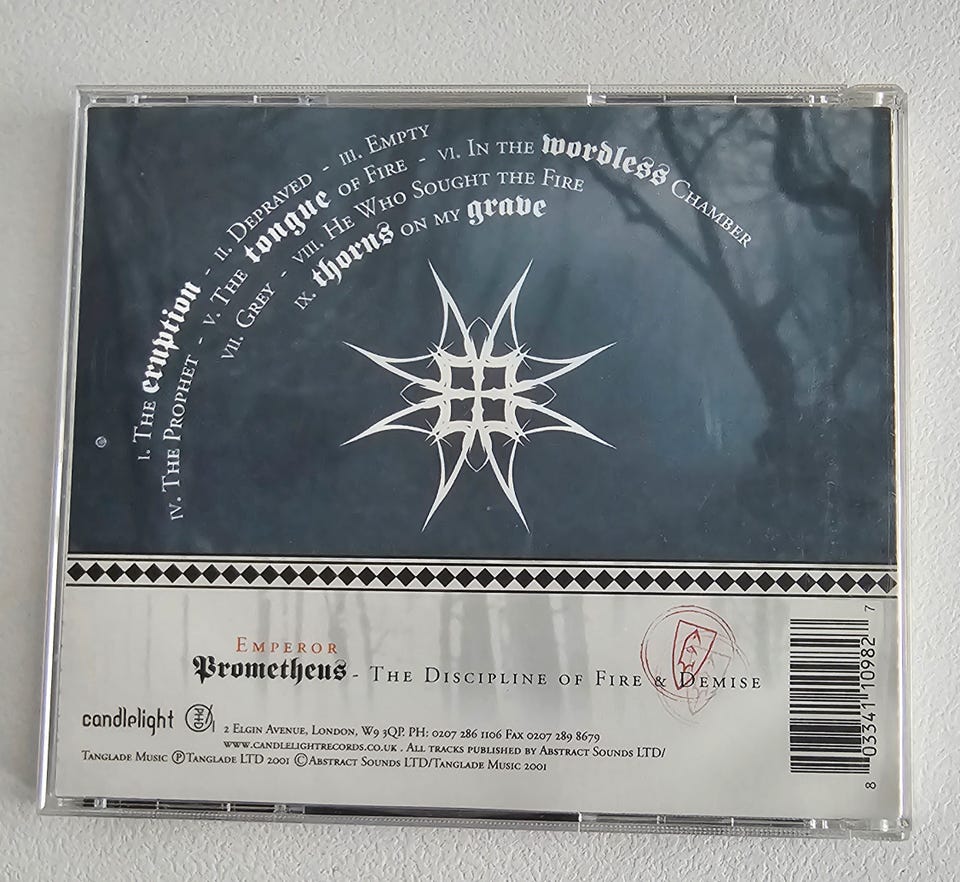 I. The eruption - II. Depraved - III. Empty
IV. The Prophet - V. The tongue of Fire - VI. In the wordless Chamber
VII. Grey - VIII. He Who Sought the Fire
IX. thorns on my grave
Emperor
Prometheus - The Discipline of Fire & Demise
candlelight PHD
2 Elgin Avenue, London, W9 3QP. PH: 0207 286 1106 Fax 0207 289 8679
www.candlelightrecords.co.uk . All tracks published by Abstract Sounds LTD/
Tanglade Music ℗Tanglade LTD 2001 ©Abstract Sounds LTD/Tanglade Music 2001
8 03341 10982 7